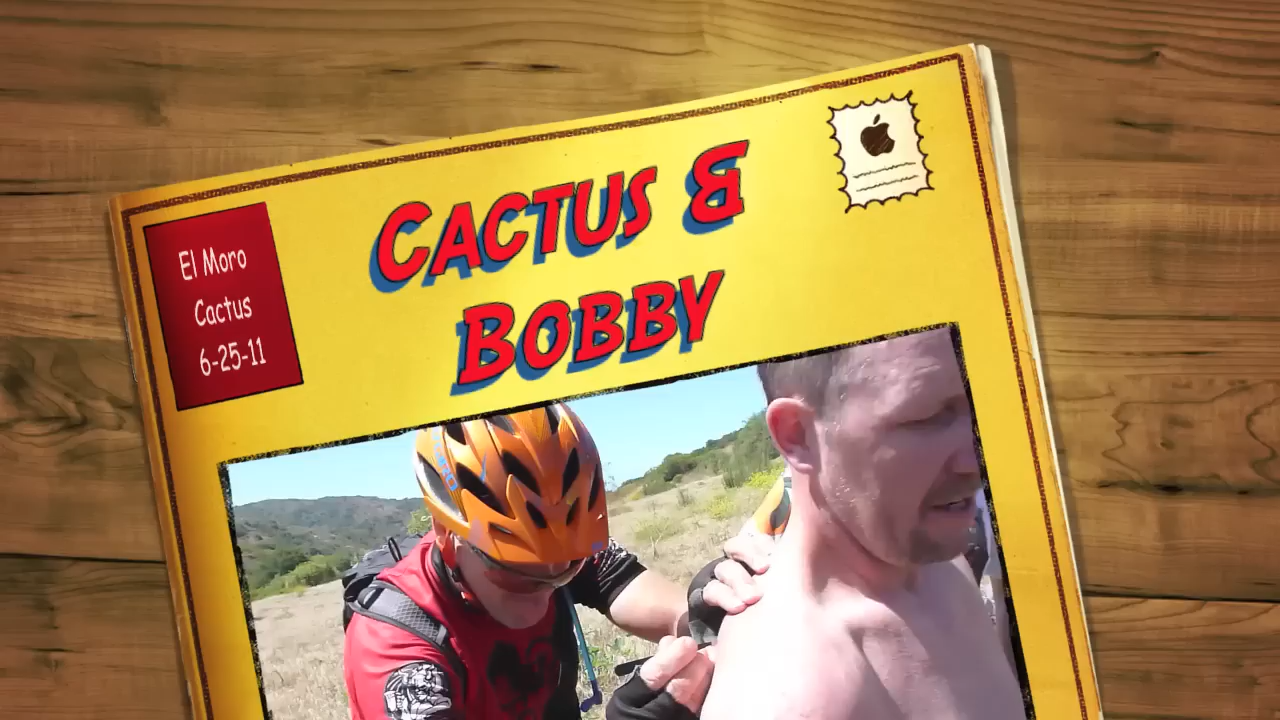 El Moro
Cactus
6-25-11
CACTUS &
BOBBY